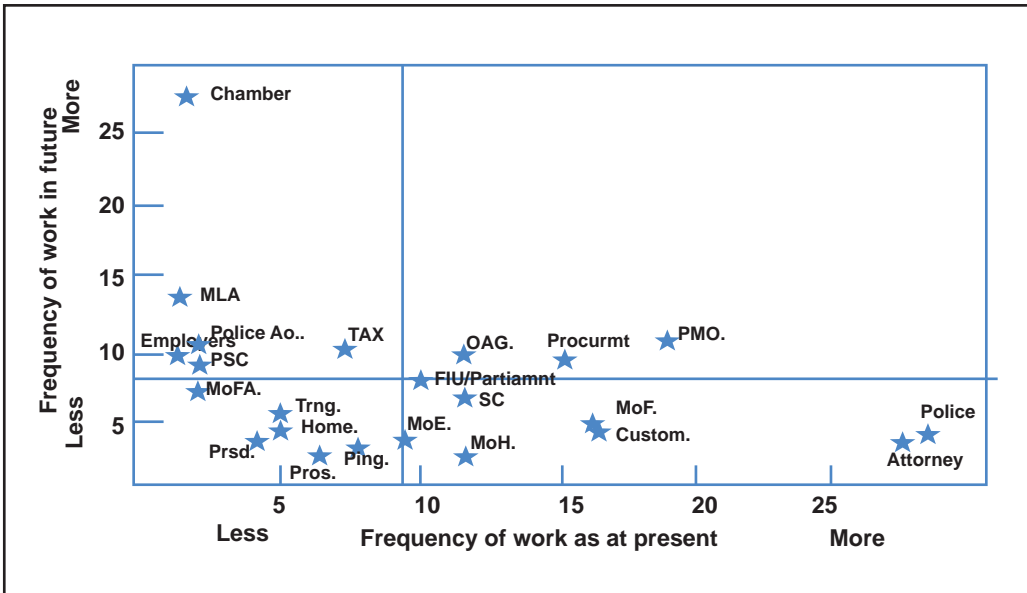 Frequency of work in future
More
Less
25
20
15
10
5
Chamber
MLA
Police Ao..
Employers
PSC
TAX
OAG.
Procurmt
PMO.
FIU/Partiamnt
MoFA.
SC
Trng.
Home.
MoE.
MoF.
Custom.
Police
Prsd.
Pros.
Ping.
MoH.
Attorney
5
10
15
20
25
Less
Frequency of work as at present
More